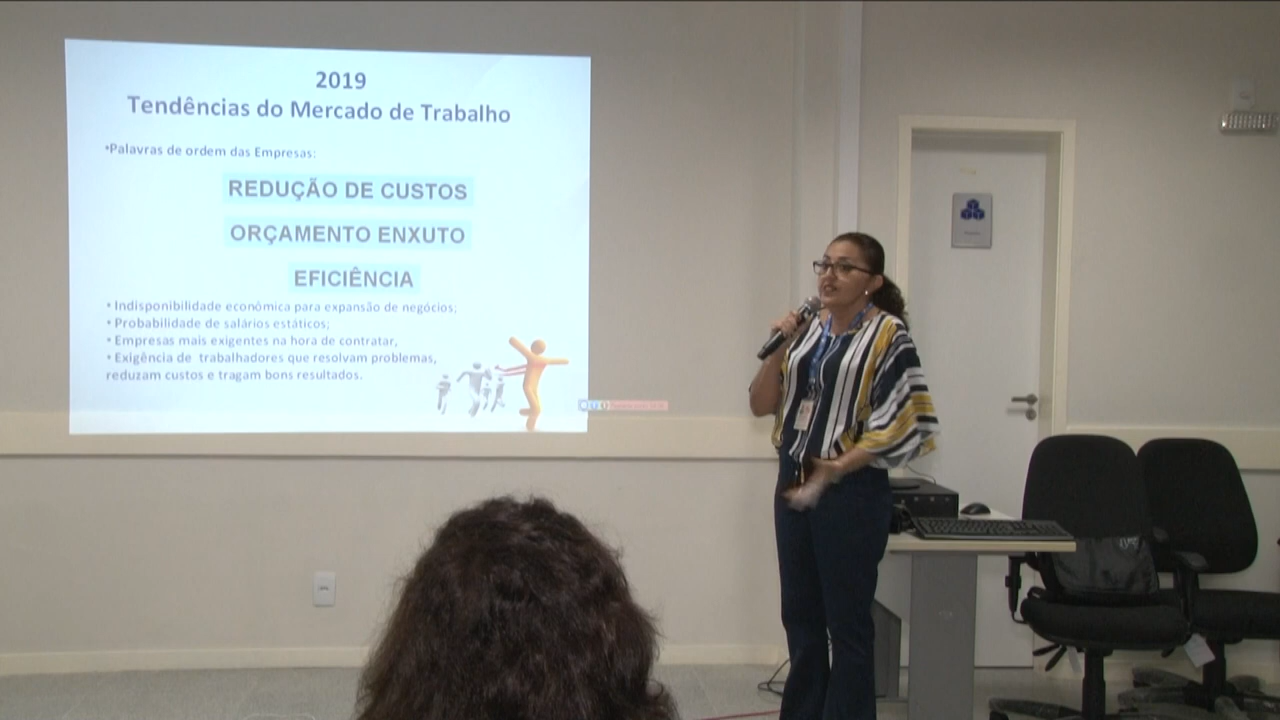 2019
Tendências do Mercado de Trabalho
•Palavras de ordem das Empresas:
REDUÇÃO DE CUSTOS
ORÇAMENTO ENXUTO
EFICIÊNCIA
• Indisponibilidade econômica para expansão de negócios;
• Probabilidade de salários estáticos;
• Empresas mais exigentes na hora de contratar,
• Exigência de trabalhadores que resolvam problemas,
reduzam custos e tragam bons resultados.